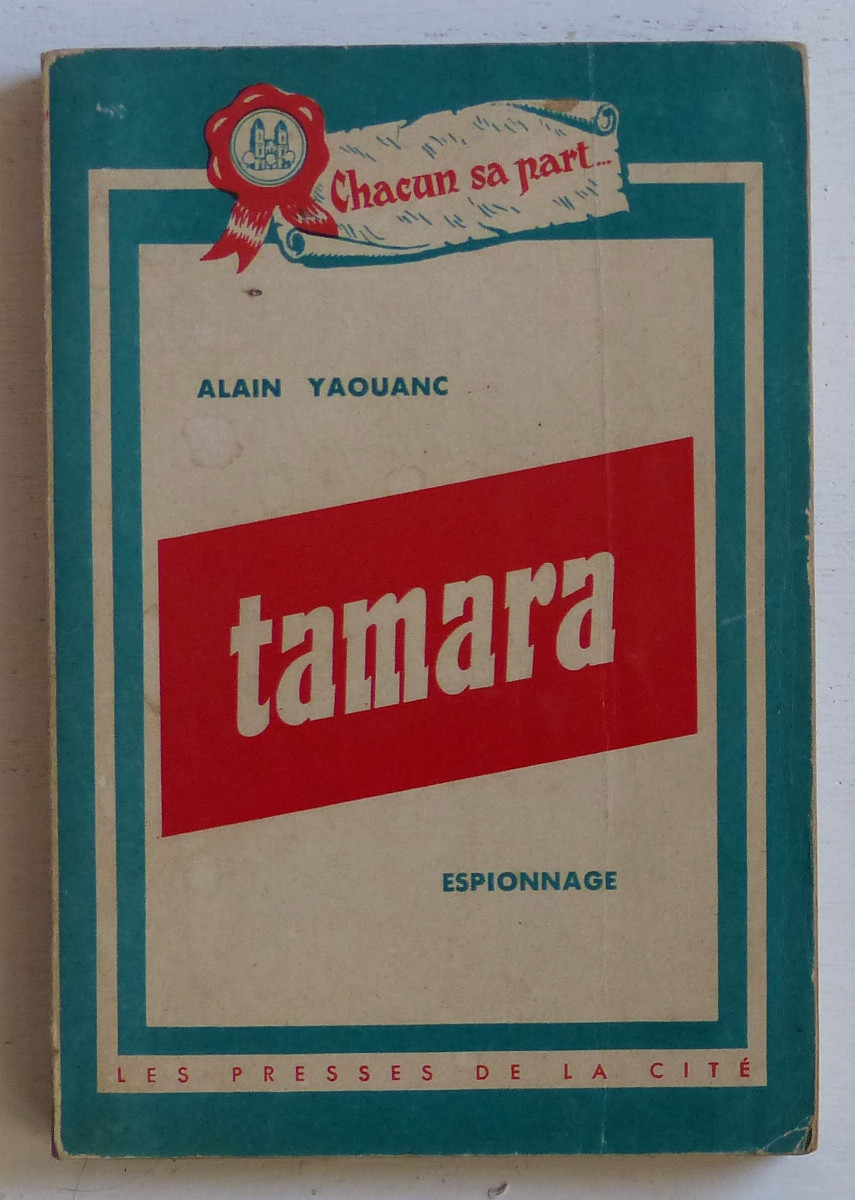 Chacun sa part...
ALAIN YAOUANC
tamara
ESPIONNAGE
LES PRESSES DE LA CITÉ